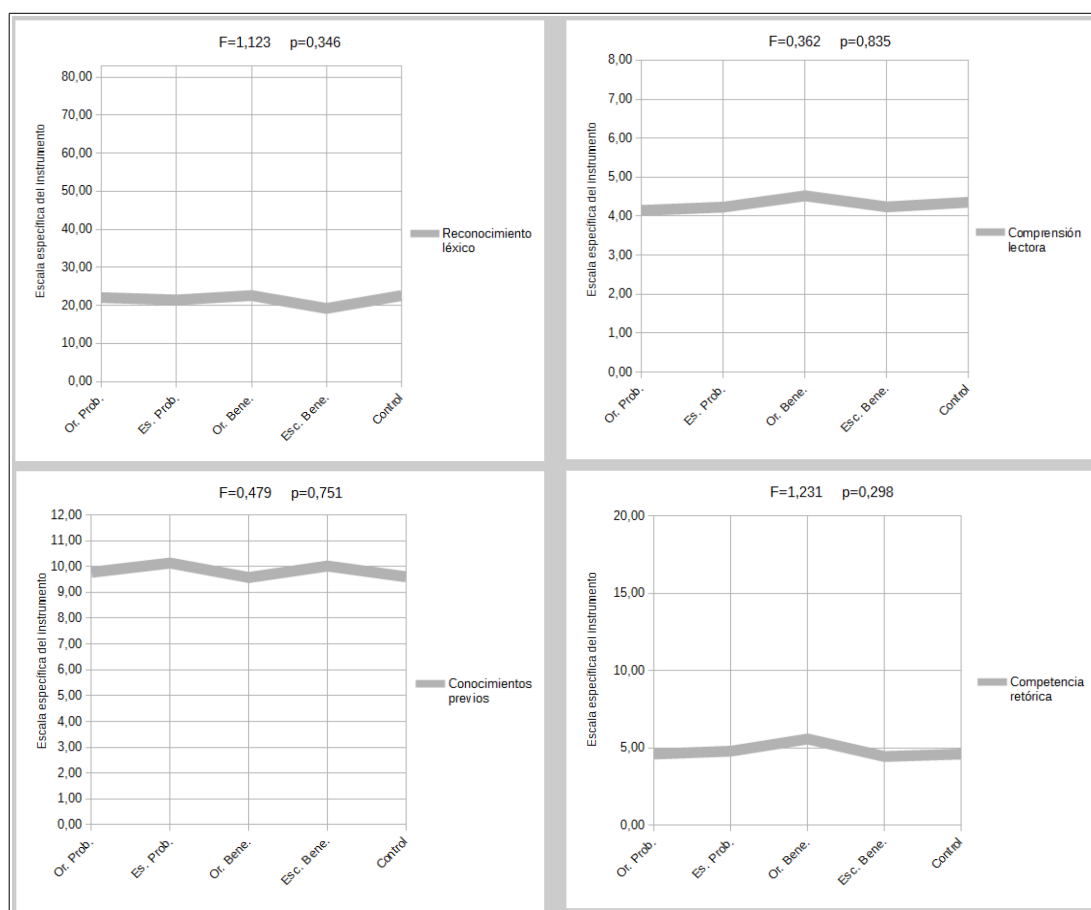 F=1,123 p=0,346
80,00
70,00
60,00
50,00
40,00
30,00
20,00
10,00
0,00
Escala específica del instrumento
Or. Prob.
Es. Prob.
Or. Bene.
Esc. Bene.
Control
Reconocimiento
léxico
F=0,362 p=0,835
8,00
7,00
6,00
5,00
4,00
3,00
2,00
1,00
0,00
Escala específica del instrumento
Or. Prob.
Es. Prob.
Or. Bene.
Esc. Bene.
Control
Comprensión
lectora
F=0,479 p=0,751
12,00
11,00
10,00
9,00
8,00
7,00
6,00
5,00
4,00
3,00
2,00
1,00
0,00
Escala específica del instrumento
Or. Prob.
Es. Prob.
Or. Bene.
Esc. Bene.
Control
Conocimientos
previos
F=1,231 p=0,298
20,00
15,00
10,00
5,00
0,00
Escala específica del instrumento
Or. Prob.
Es. Prob.
Or. Bene.
Esc. Bene.
Control
Competencia
retórica